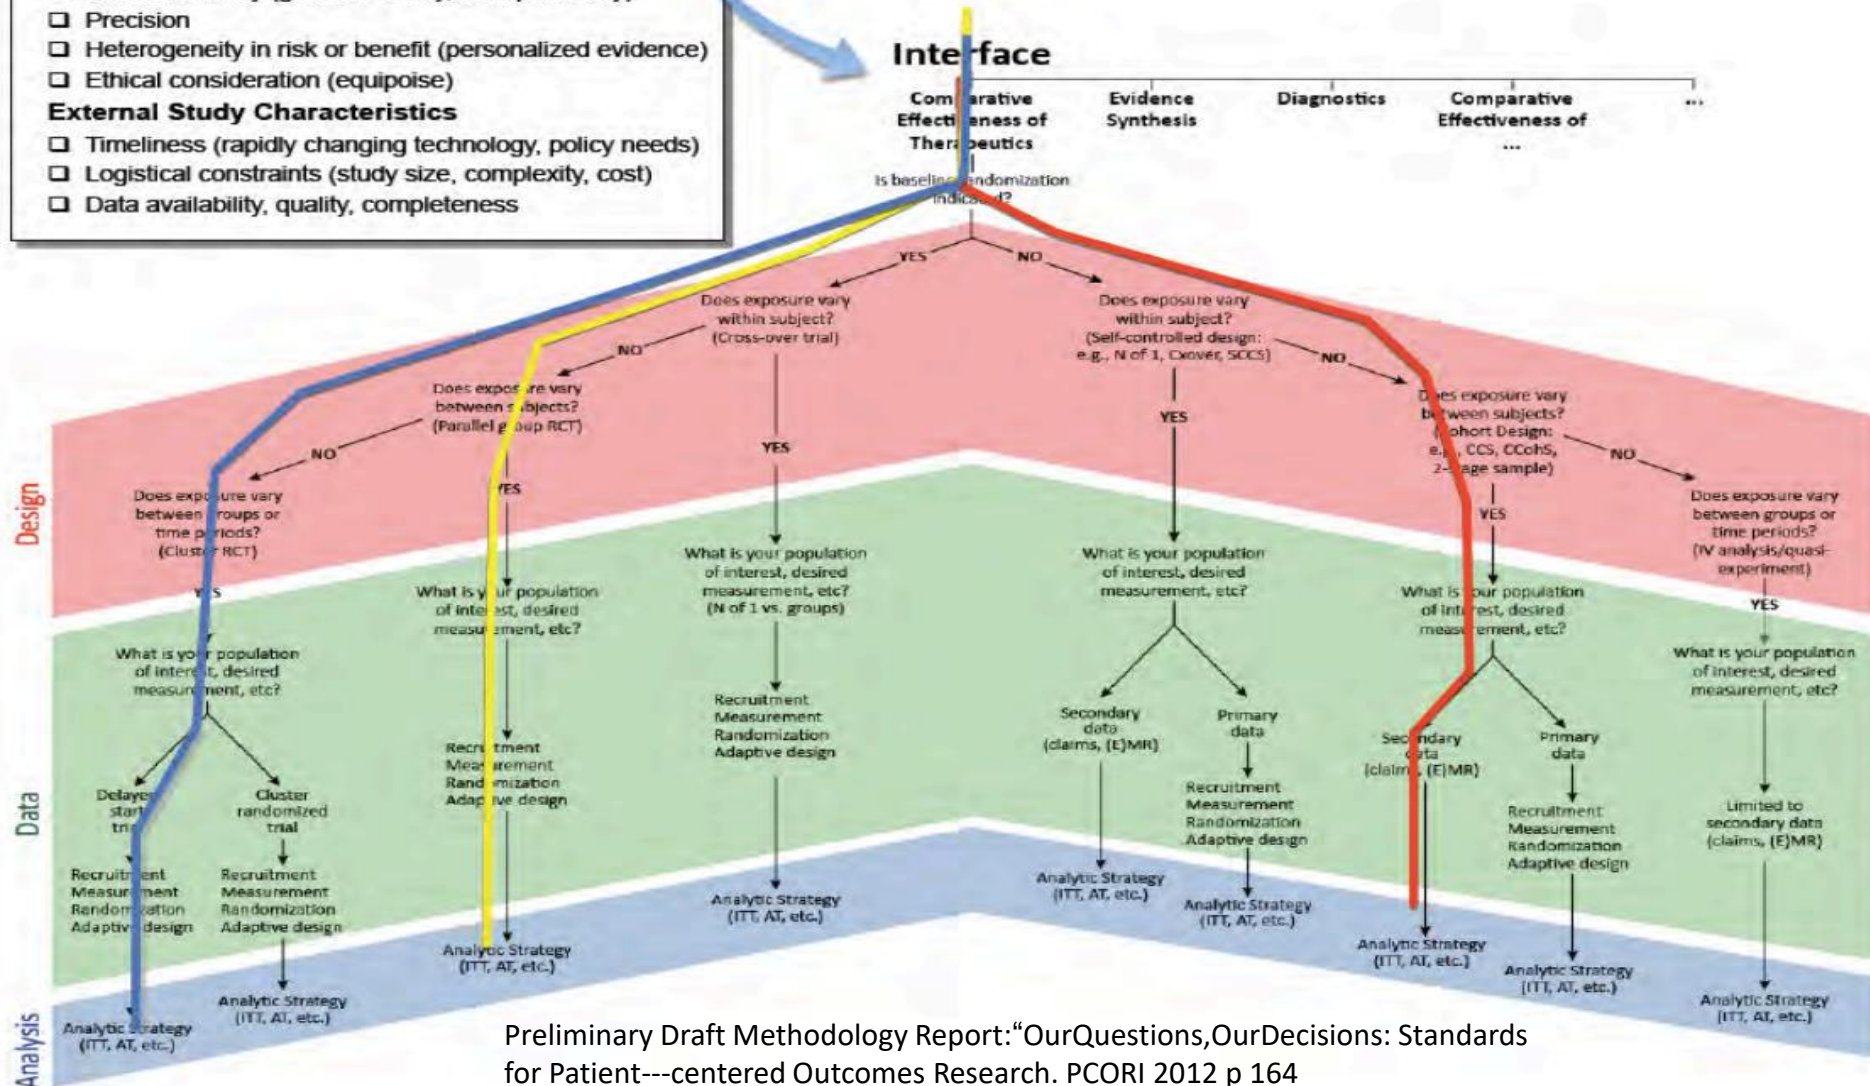 Precision
Heterogeneity in risk or benefit (personalized evidence)
Ethical consideration (equipoise)
External Study Characteristics
Timeliness (rapidly changing technology, policy needs)
Logistical constraints (study size, complexity, cost)
Data availability, quality, completeness
Interface
Comparative
Effectiveness of
Therapeutics
Evidence
Synthesis
Diagnostics
Comparative
Effectiveness of
...
...
Is baseline randomization
indicated?
YES
NO
Does exposure vary
within subject?
(Cross-over trial)
Does exposure vary
within subject?
(Self-controlled design:
e.g., N of 1, Cxover, SCCS)
NO
NO
Does exposure vary
between subjects?
(Parallel group RCT)
YES
YES
Does exposure vary
between subjects?
(Cohort Design:
e.g., CCS, CCohS,
2-stage sample)
NO
NO
Design
Does exposure vary
between groups or
time periods?
(Cluster RCT)
YES
YES
YES
Does exposure vary
between groups or
time periods?
(IV analysis/quasi-
experiment)
YES
YES
What is your population
of interest, desired
measurement, etc?
What is your population
of interest, desired
measurement, etc?
What is your population
of interest, desired
measurement, etc?
(N of 1 vs. groups)
What is your population
of interest, desired
measurement, etc?
What is your population
of interest, desired
measurement, etc?
What is your population
of interest, desired
measurement, etc?
Data
Delayed
start
trial
Cluster
randomized
trial
Recruitment
Measurement
Randomization
Adaptive design
Recruitment
Measurement
Randomization
Adaptive design
Recruitment
Measurement
Randomization
Adaptive design
Recruitment
Measurement
Randomization
Adaptive design
Secondary
data
(claims, (E)MR)
Primary
data
Recruitment
Measurement
Randomization
Adaptive design
Secondary
data
(claims, (E)MR)
Primary
data
Recruitment
Measurement
Randomization
Adaptive design
Limited to
secondary data
(claims, (E)MR)
Analysis
Analytic Strategy
(ITT, AT, etc.)
Analytic Strategy
(ITT, AT, etc.)
Analytic Strategy
(ITT, AT, etc.)
Analytic Strategy
(ITT, AT, etc.)
Analytic Strategy
(ITT, AT, etc.)
Analytic Strategy
(ITT, AT, etc.)
Analytic Strategy
(ITT, AT, etc.)
Analytic Strategy
(ITT, AT, etc.)
Analytic Strategy
(ITT, AT, etc.)
Preliminary Draft Methodology Report:“OurQuestions,OurDecisions: Standards
for Patient---centered Outcomes Research. PCORI 2012 p 164